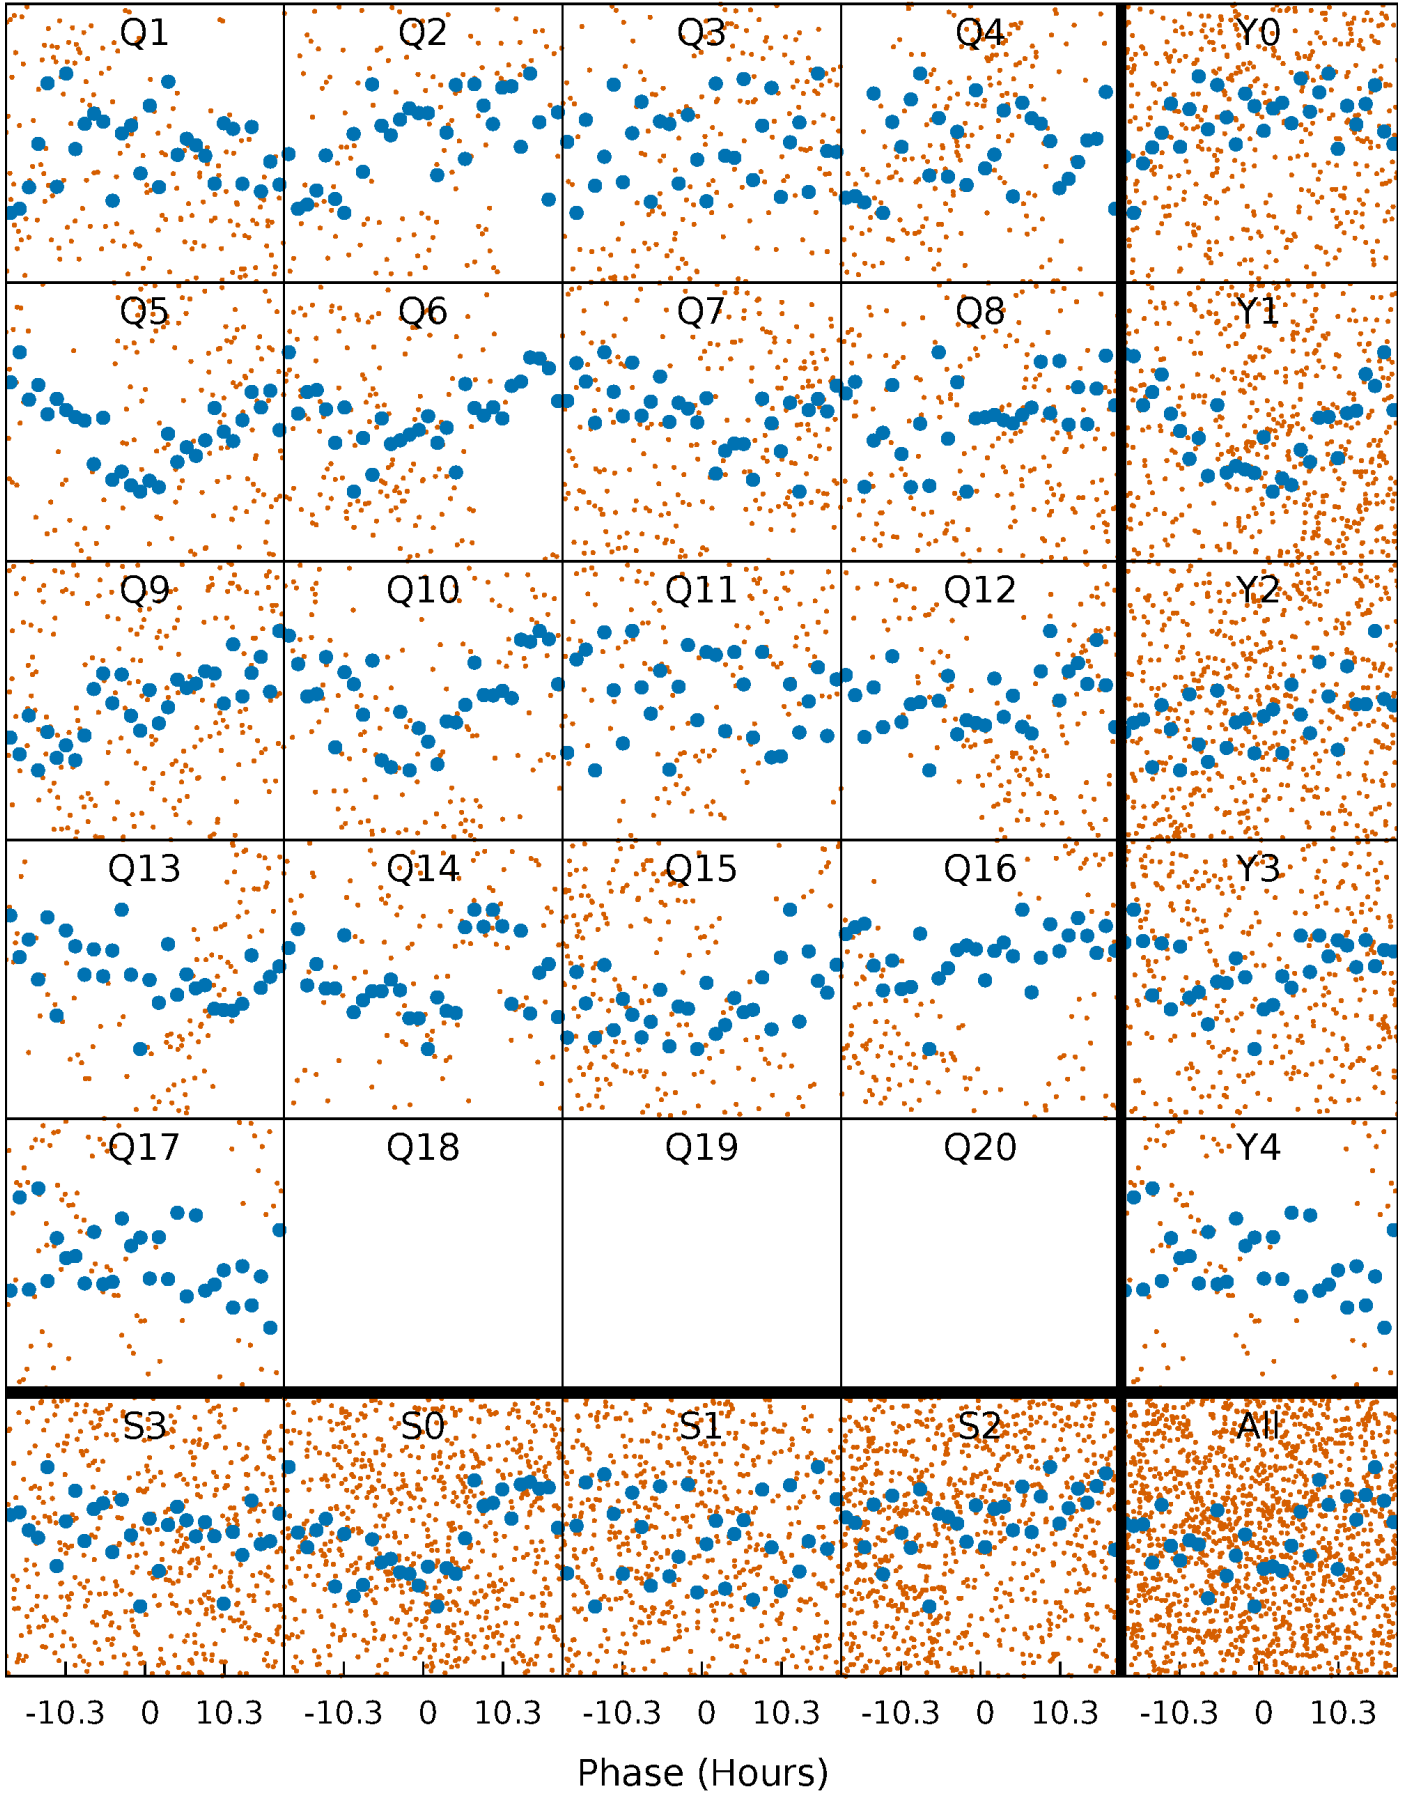 Q1 Q2 Q3 Q4 Y0
Q5 Q6 Q7 Q8 Y1
Q9 Q10 Q11 Q12 Y2
Q13 Q14 Q15 Q16 Y3
Q17 Q18 Q19 Q20 Y4
S3 S0 S1 S2 All
-10.3 0 10.3 -10.3 0 10.3 -10.3 0 10.3 -10.3 0 10.3 -10.3 0 10.3
Phase (Hours)